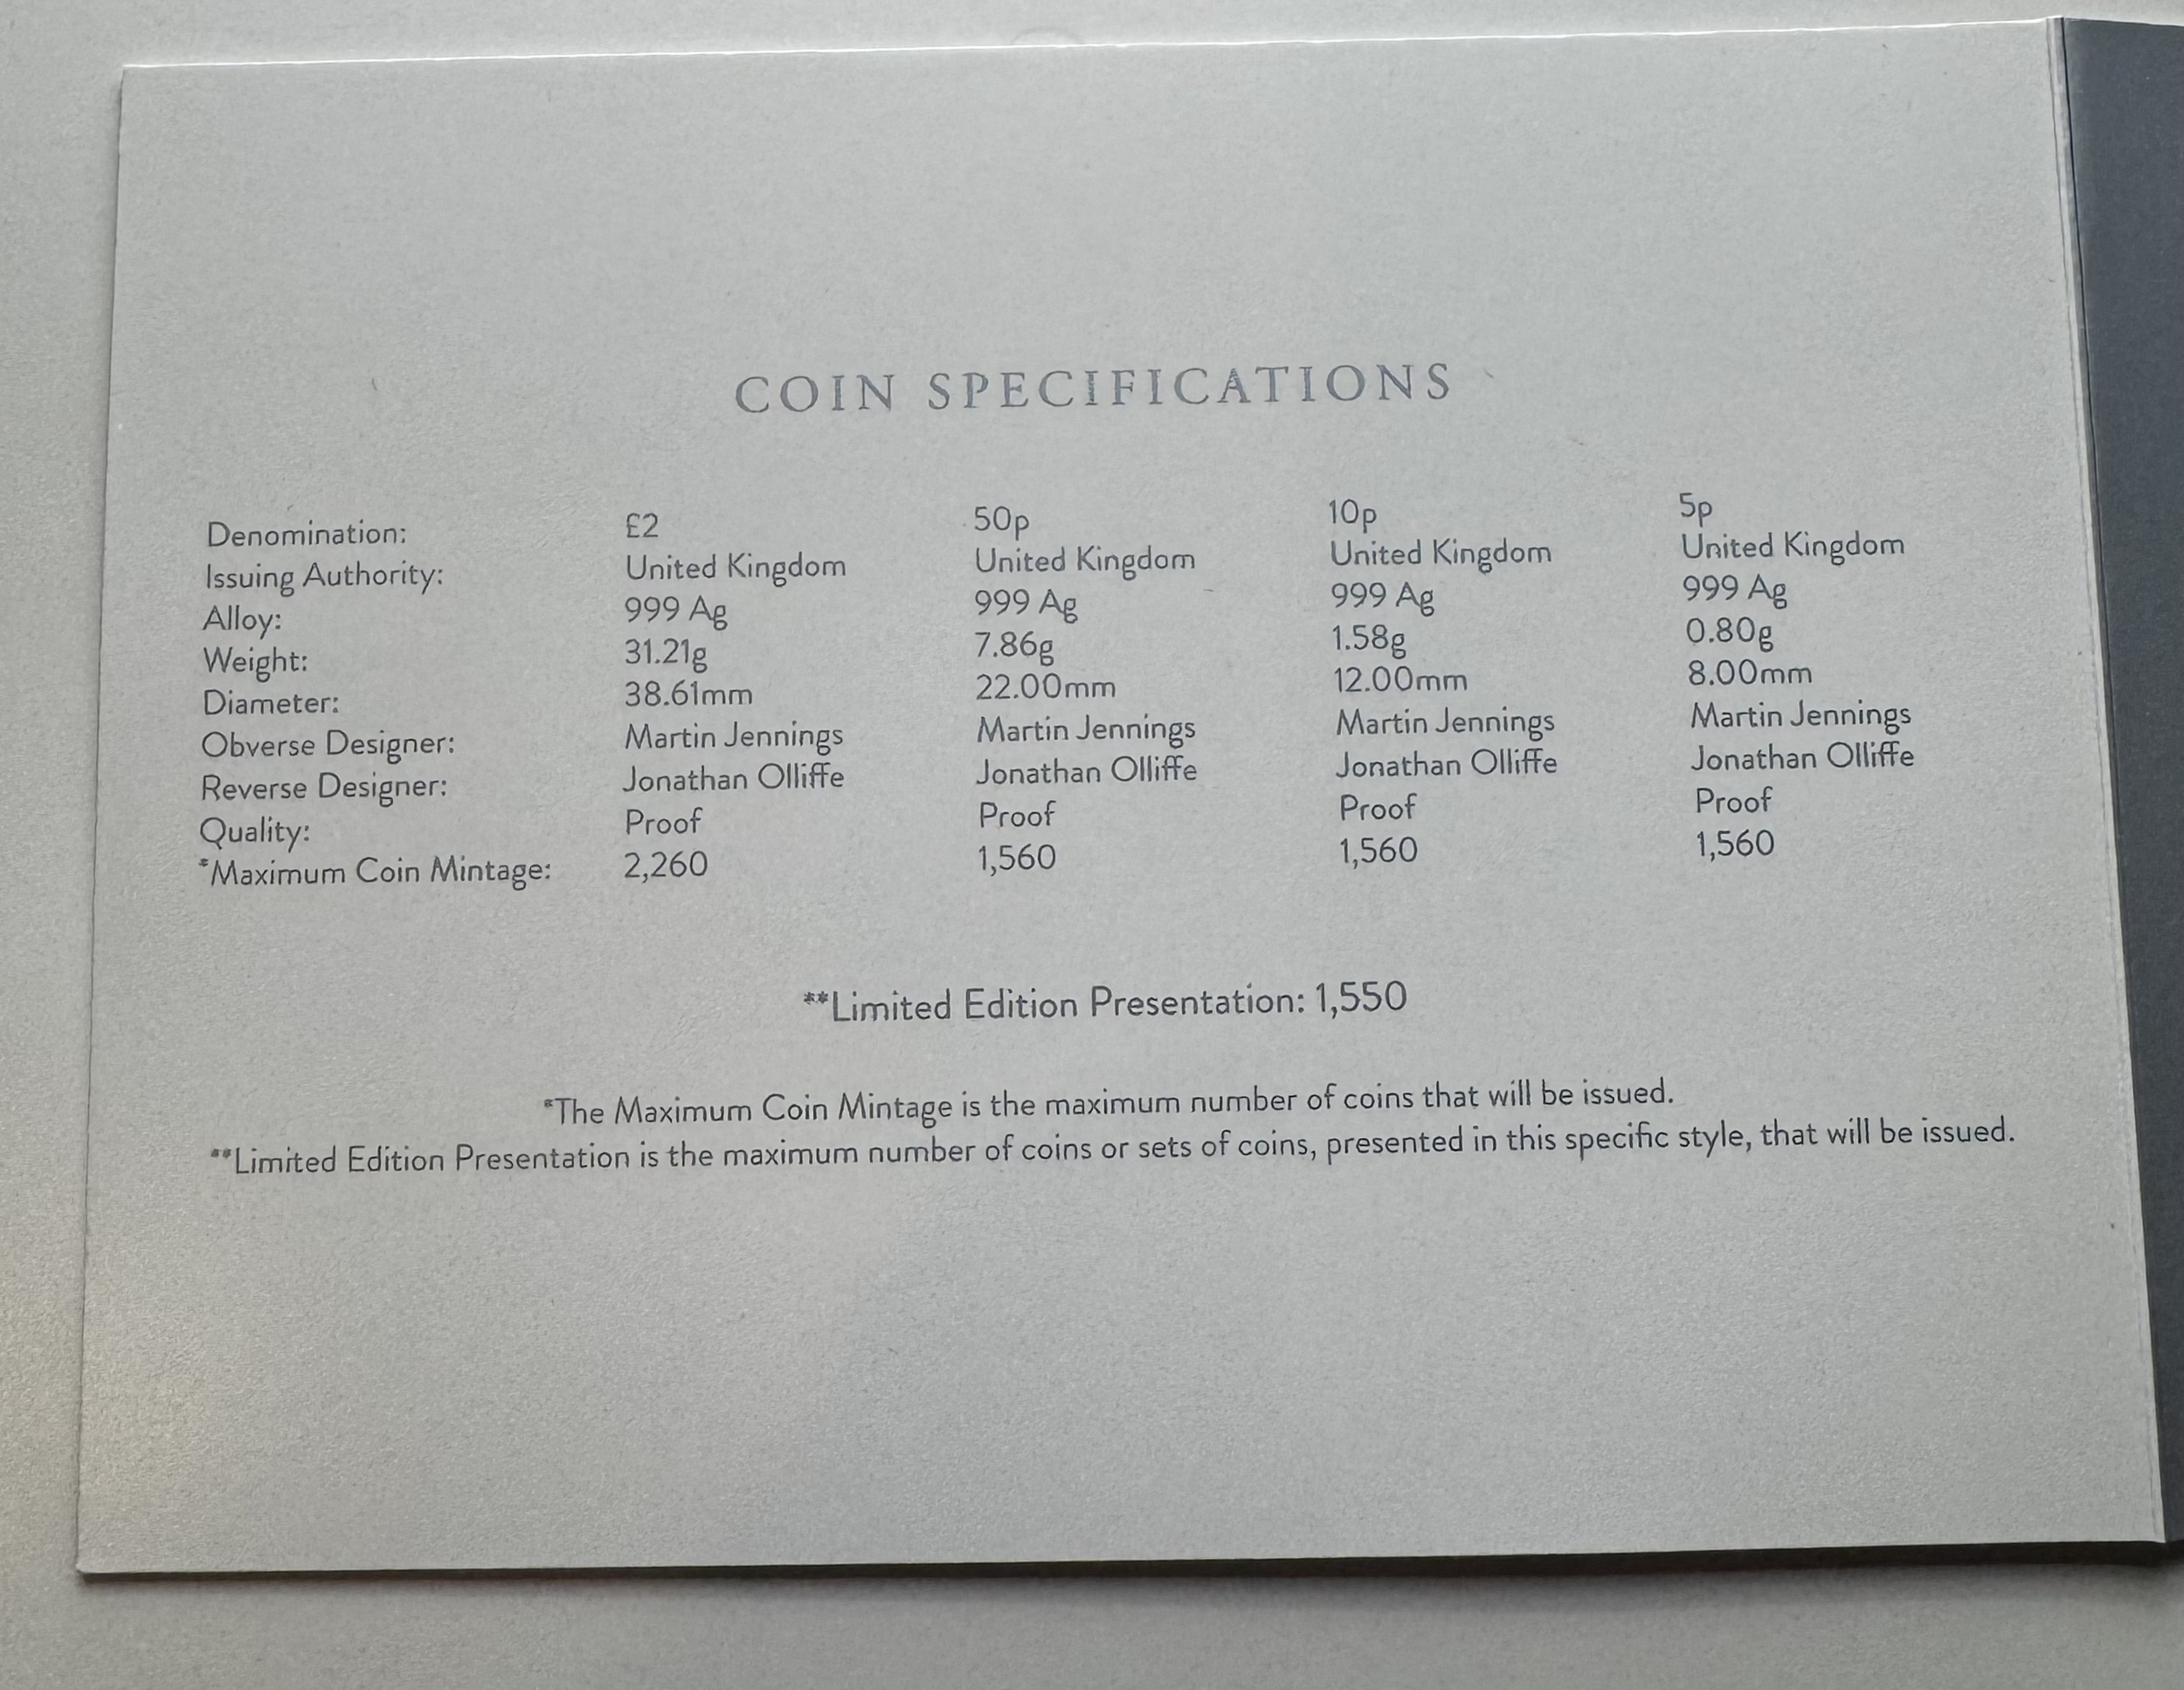 COIN SPECIFICATIONS
Denomination: £2 50p 10p 5p
Issuing Authority: United Kingdom United Kingdom United Kingdom United Kingdom
Alloy: 999 Ag 999 Ag 999 Ag 999 Ag
Weight: 31.21g 7.86g 1.58g 0.80g
Diameter: 38.61mm 22.00mm 12.00mm 8.00mm
Obverse Designer: Martin Jennings Martin Jennings Martin Jennings Martin Jennings
Reverse Designer: Jonathan Olliffe Jonathan Olliffe Jonathan Olliffe Jonathan Olliffe
Quality: Proof Proof Proof Proof
*Maximum Coin Mintage: 2,260 1,560 1,560 1,560
**Limited Edition Presentation: 1,550
*The Maximum Coin Mintage is the maximum number of coins that will be issued.
**Limited Edition Presentation is the maximum number of coins or sets of coins, presented in this specific style, that will be issued.